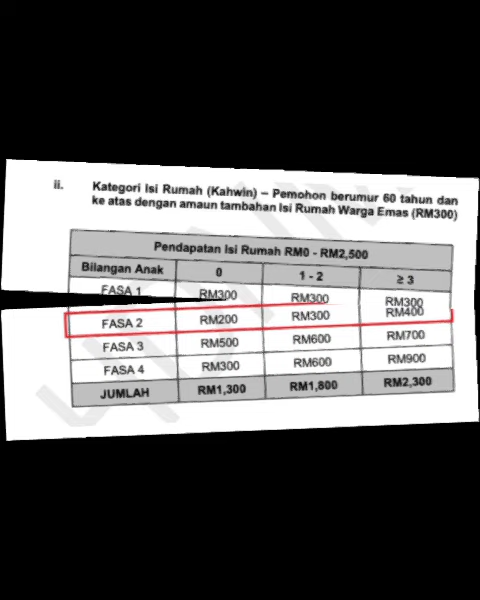 ii. Kategori Isi Rumah (Kahwin) – Pemohon berumur 60 tahun dan
ke atas dengan amaun tambahan Isi Rumah Warga Emas (RM300)
Pendapatan Isi Rumah RM0 - RM2,500
Bilangan Anak 0 1 - 2 ≥ 3
FASA 1 RM300 RM300 RM300
FASA 2 RM200 RM300 RM400
FASA 3 RM500 RM600 RM700
FASA 4 RM300 RM600 RM900
JUMLAH RM1,300 RM1,800 RM2,300